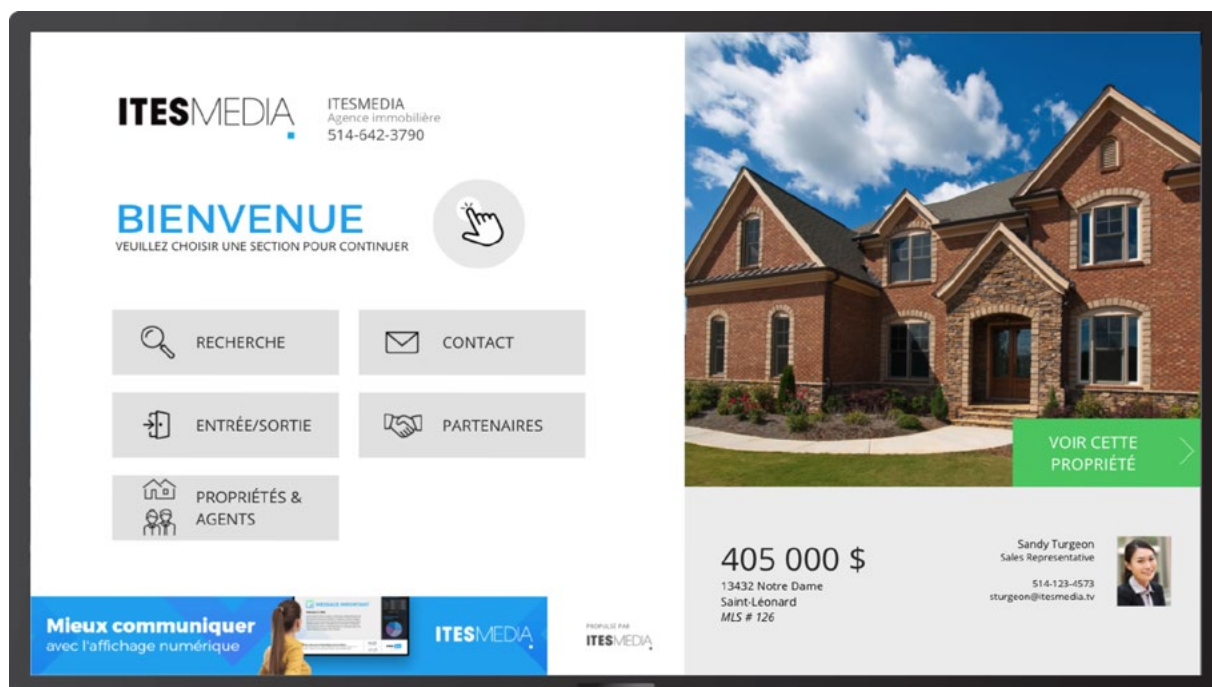 ITESMEDIA
ITESMEDIA
Agence immobilière
514-642-3790
BIENVENUE
VEUILLEZ CHOISIR UNE SECTION POUR CONTINUER
RECHERCHE
CONTACT
ENTRÉE/SORTIE
PARTENAIRES
PROPRIÉTÉS &
AGENTS
Mieux communiquer
avec l'affichage numérique
MESSAGE IMPORTANT
ITESMEDIA
PROPULSÉ PAR
ITESMEDIA
VOIR CETTE
PROPRIÉTÉ
405 000 $
13432 Notre Dame
Saint-Léonard
MLS # 126
Sandy Turgeon
Sales Representative
514-123-4573
sturgeon@itesmedia.tv